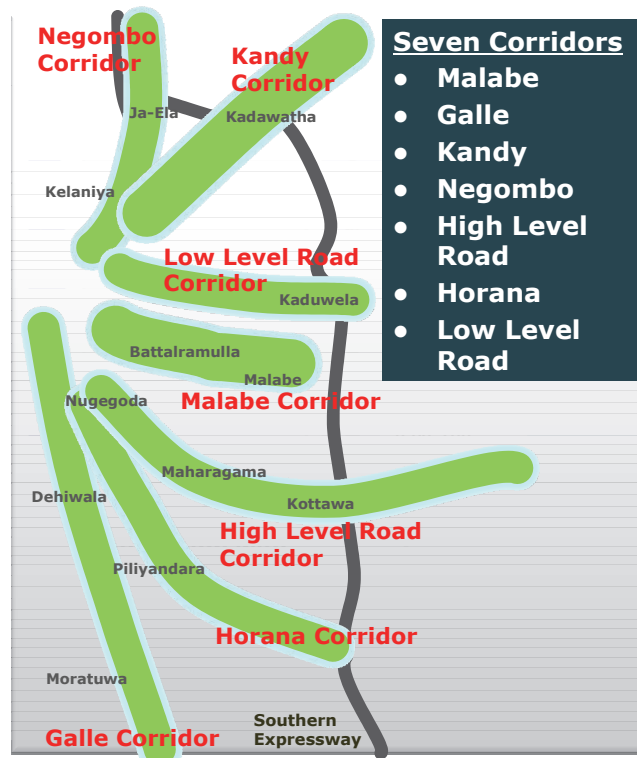 Negombo
Corridor
Kandy
Corridor
Ja-Ela
Kadawatha
Kelaniya
Low Level Road
Corridor
Kaduwela
Battalramulla
Malabe
Malabe Corridor
Nugegoda
Maharagama
Dehiwala
Kottawa
High Level Road
Corridor
Piliyandara
Horana Corridor
Moratuwa
Galle Corridor
Southern
Expressway
Seven Corridors
● Malabe
● Galle
● Kandy
● Negombo
● High Level
Road
● Horana
● Low Level
Road